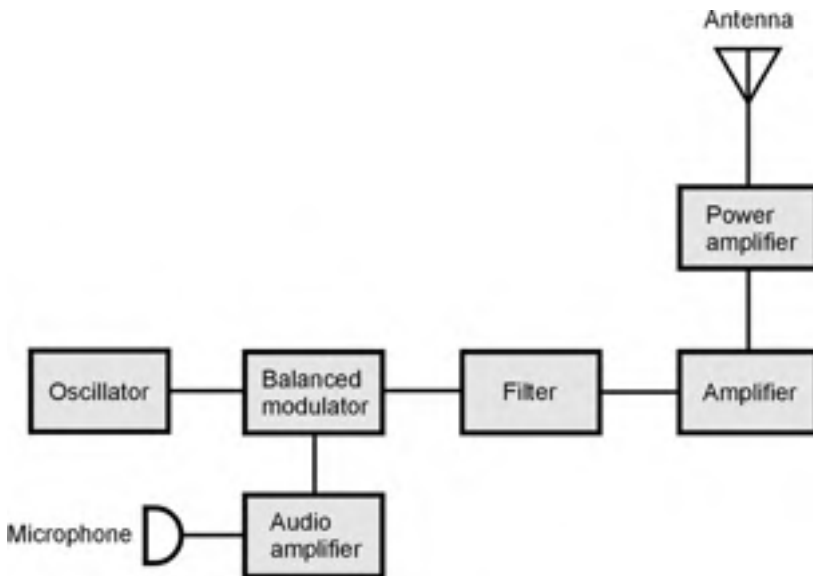 Antenna
Power
amplifier
Oscillator
Balanced
modulator
Filter
Amplifier
Microphone
Audio
amplifier